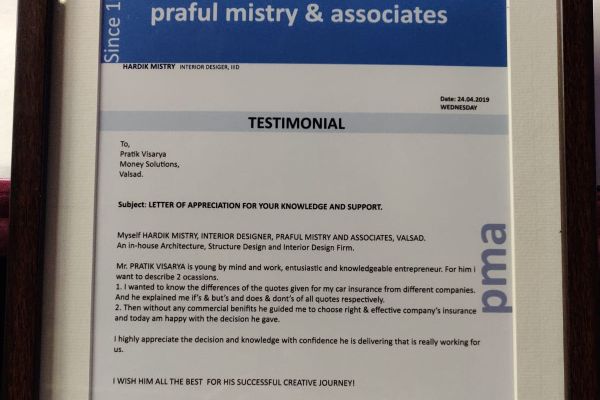 praful mistry & associates
Since 1
HARDIK MISTRY INTERIOR DESIGER, IIID
Date: 24.04.2019
WEDNESDAY
TESTIMONIAL
To,
Pratik Visarya
Money Solutions,
Valsad.
Subject: LETTER OF APPRECIATION FOR YOUR KNOWLEDGE AND SUPPORT.
Myself HARDIK MISTRY, INTERIOR DESIGNER, PRAFUL MISTRY AND ASSOCIATES, VALSAD.
An in-house Architecture, Structure Design and Interior Design Firm.
pma
Mr. PRATIK VISARYA is young by mind and work, entusiastic and knowledgeable entrepreneur. For him i
want to describe 2 ocassions.
1. I wanted to know the differences of the quotes given for my car insurance from different companies.
And he explained me if's & but's and does & dont's of all quotes respectively.
2. Then without any commercial benifits he guided me to choose right & effective company's insurance
and today am happy with the decision he gave.
I highly appreciate the decision and knowledge with confidence he is delivering that is really working for
us.
I WISH HIM ALL THE BEST FOR HIS SUCCESSFUL CREATIVE JOURNEY!